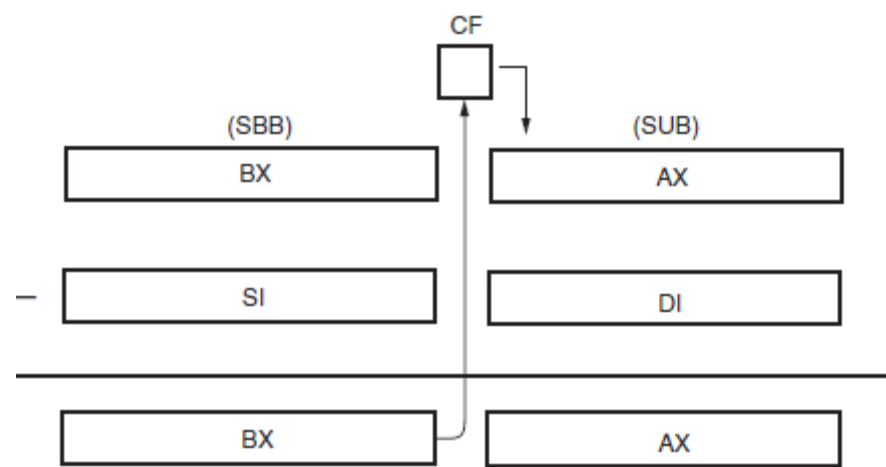 CF
(SBB) (SUB)
BX AX
– SI DI
BX AX